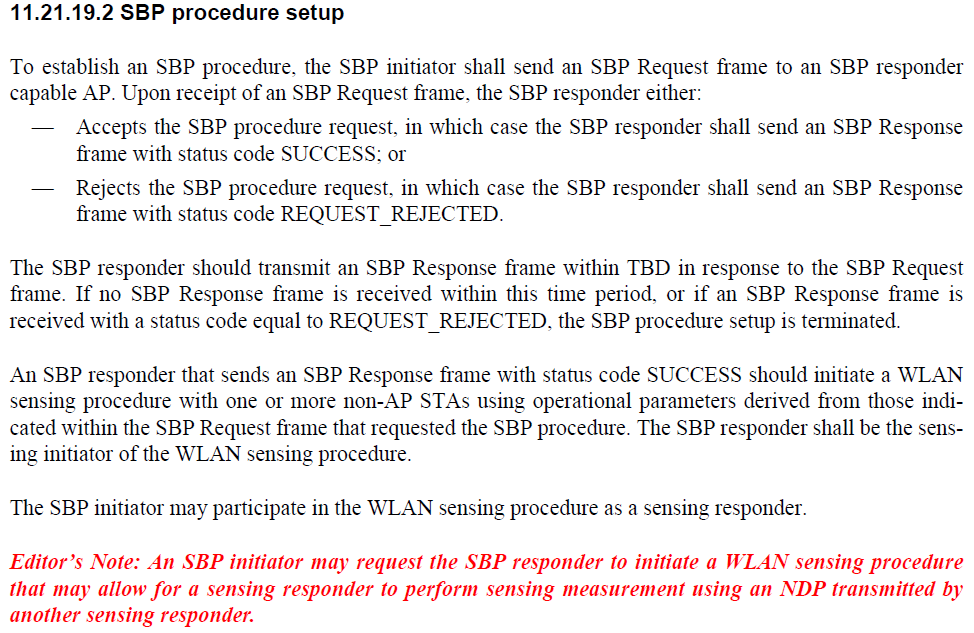 11.21.19.2 SBP procedure setup
To establish an SBP procedure, the SBP initiator shall send an SBP Request frame to an SBP responder
capable AP. Upon receipt of an SBP Request frame, the SBP responder either:
— Accepts the SBP procedure request, in which case the SBP responder shall send an SBP Response
frame with status code SUCCESS; or
— Rejects the SBP procedure request, in which case the SBP responder shall send an SBP Response
frame with status code REQUEST_REJECTED.
The SBP responder should transmit an SBP Response frame within TBD in response to the SBP Request
frame. If no SBP Response frame is received within this time period, or if an SBP Response frame is
received with a status code equal to REQUEST_REJECTED, the SBP procedure setup is terminated.
An SBP responder that sends an SBP Response frame with status code SUCCESS should initiate a WLAN
sensing procedure with one or more non-AP STAs using operational parameters derived from those indi-
cated within the SBP Request frame that requested the SBP procedure. The SBP responder shall be the sens-
ing initiator of the WLAN sensing procedure.
The SBP initiator may participate in the WLAN sensing procedure as a sensing responder.
Editor's Note: An SBP initiator may request the SBP responder to initiate a WLAN sensing procedure
that may allow for a sensing responder to perform sensing measurement using an NDP transmitted by
another sensing responder.